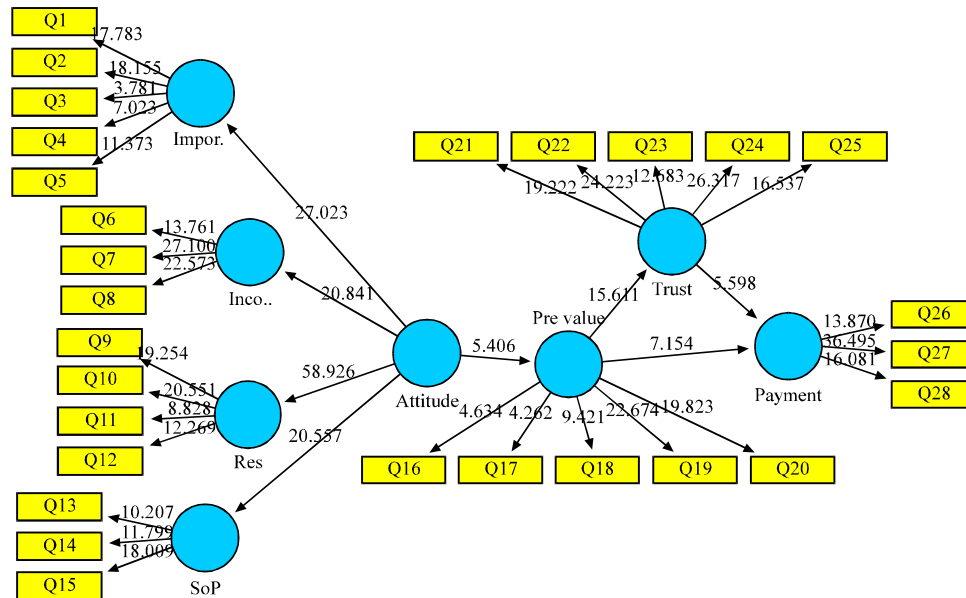 Q1
17.783
Q2
18.155
Q3
3.781
Q4
7.023
Q5
11.373
Impor.
27.023
Q6
13.761
Q7
27.100
Q8
22.573
Inco..
20.841
Q9
19.254
Q10
20.551
Q11
8.828
Q12
12.269
Res
58.926
Q13
10.207
Q14
11.799
Q15
18.009
SoP
20.557
Attitude
5.406
Pre value
4.634
4.262
9.421
22.674
19.823
Q16
Q17
Q18
Q19
Q20
15.611
7.154
Q21
Q22
Q23
Q24
Q25
19.222
24.223
12.683
26.317
16.537
Trust
5.598
Payment
13.870
Q26
36.495
Q27
16.081
Q28